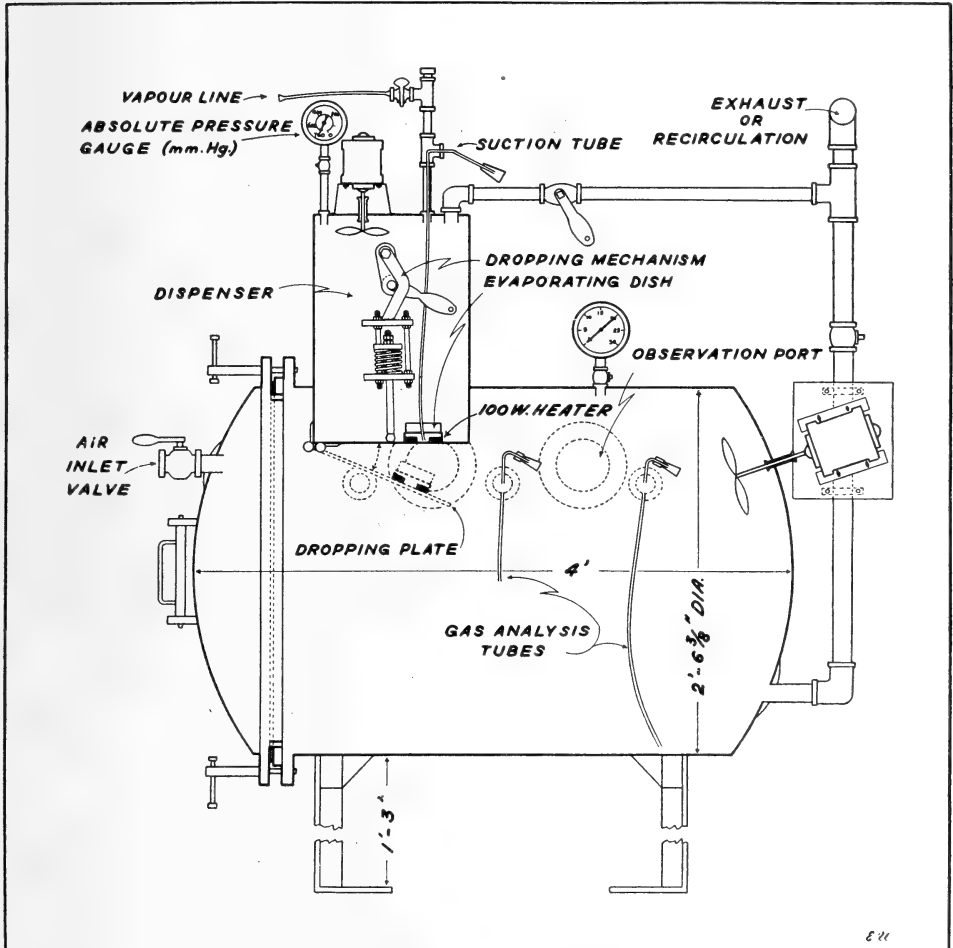 VAPOUR LINE
ABSOLUTE PRESSURE
GAUGE (mm.Hg.)
EXHAUST
OR
RECIRCULATION
SUCTION TUBE
DROPPING MECHANISM
EVAPORATING DISH
DISPENSER
OBSERVATION PORT
100W. HEATER
AiR
INLET
VALVE
DROPPING PLATE
4'
GAS ANALYSIS
TUBES
2'-6 3/8" DIA.
1'-3"